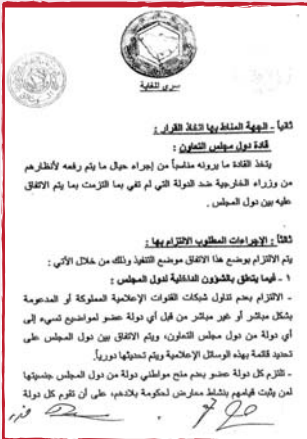 سري للغاية
ثانياً - الجهة المناط بها اتخاذ القرار :
قادة دول مجلس التعاون :
يتخذ القادة ما يرونه مناسباً من إجراء حيال ما يتم رفعه لأنظارهم
من وزراء الخارجية ضد الدولة التي لم تفي بما التزمت بما يتم الاتفاق
عليه بين دول المجلس .
ثالثاً : الإجراءات المطلوب الالتزام بها :
يتم الالتزام بوضع هذا الاتفاق موضع التنفيذ وذلك من خلال الآتي :
١ - فيما يتعلق بالشؤون الداخلية لدول المجلس :
- الالتزام بعدم تناول شبكات القنوات الإعلامية المملوكة أو المدعومة
بشكل مباشر أو غير مباشر من قبل أي دولة عضو لمواضيع تسيء إلى
أي دولة من دول مجلس التعاون، ويتم الاتفاق بين دول المجلس على
تحديد قائمة بهذه الوسائل الإعلامية ويتم تحديثها دورياً.
- تلتزم كل دولة عضو بعدم منح مواطني دولة من دول المجلس جنسيتها
لمن يثبت قيامهم بنشاط معارض لحكومة بلادهم، على أن تقوم كل دولة